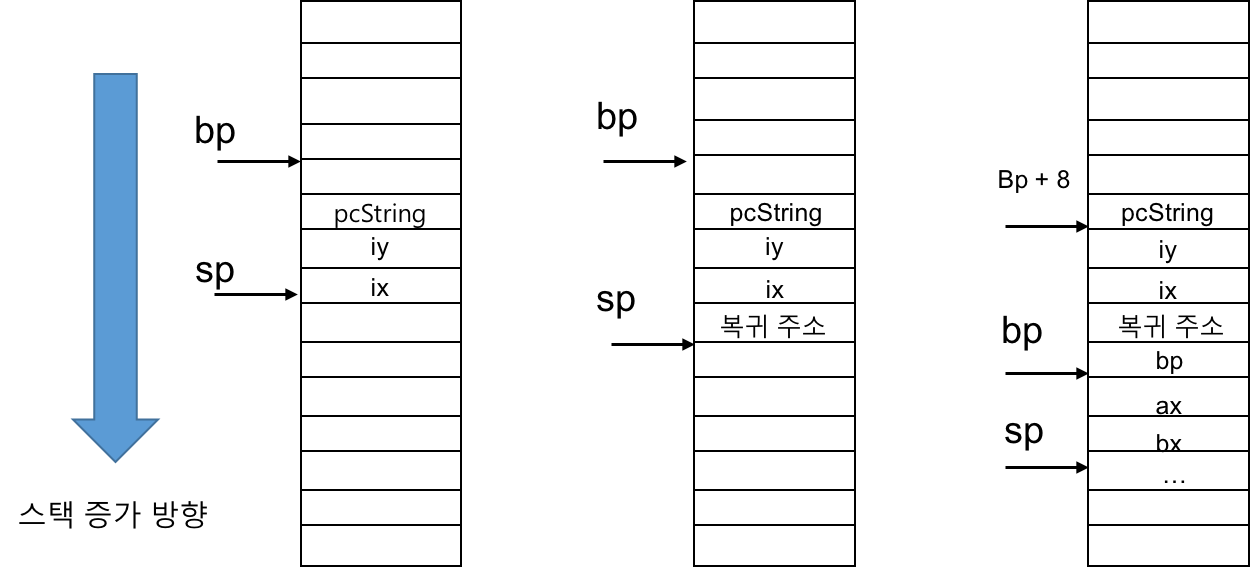 bp
pcString
iy
sp
ix
스택 증가 방향
bp
pcString
iy
sp
ix
복귀 주소
Bp + 8
pcString
iy
ix
복귀 주소
bp
bp
ax
sp
bx
...